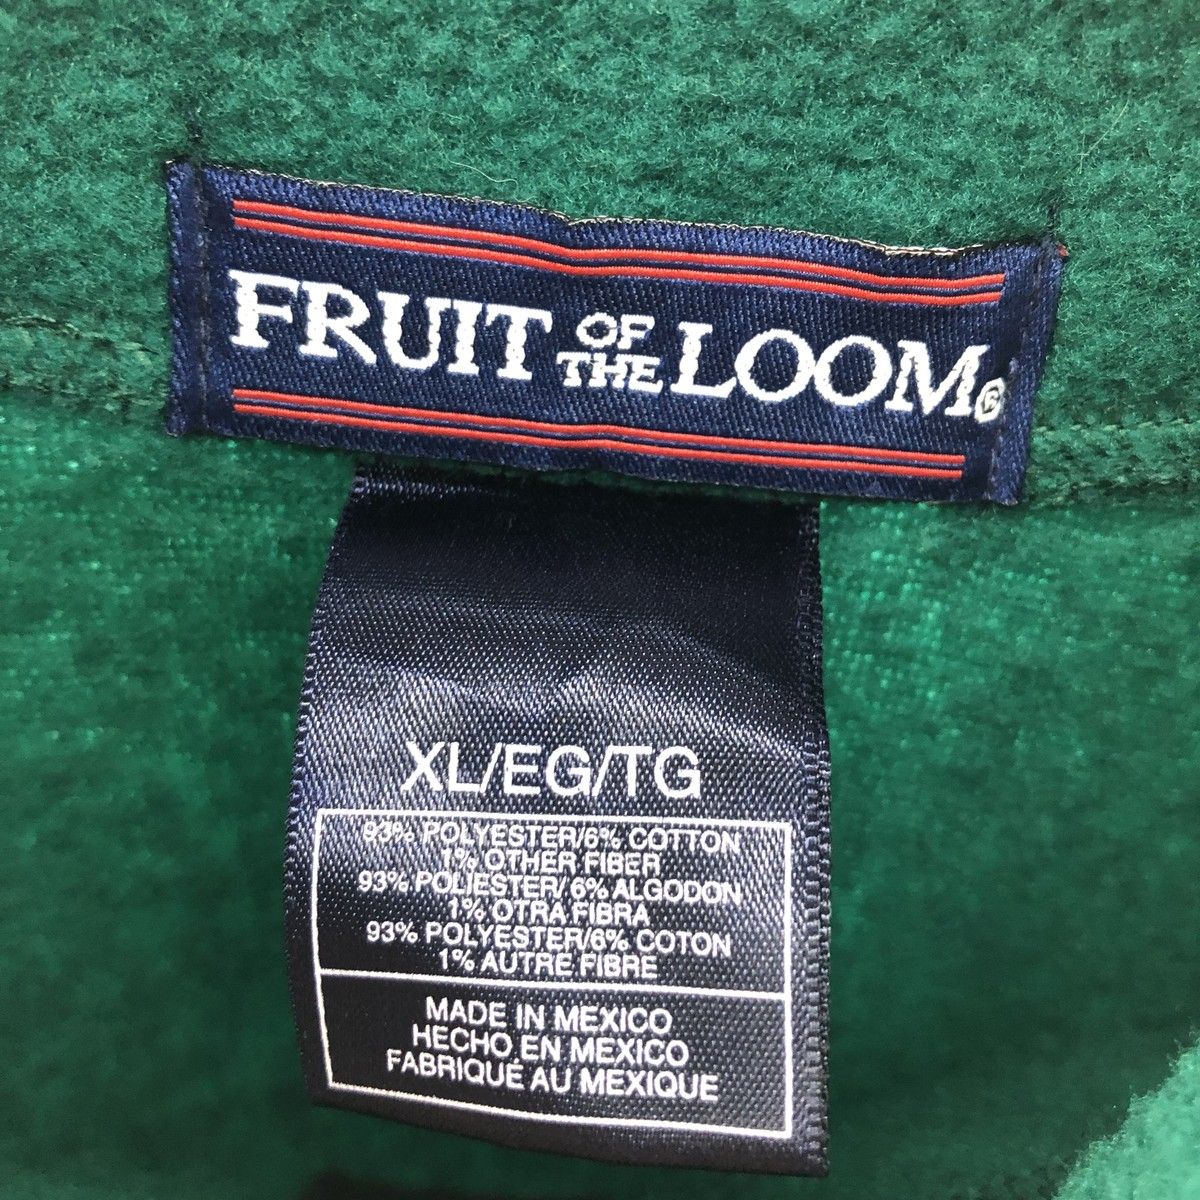 FRUIT OF THE LOOM®
XL/EG/TG
93% POLYESTER/6% COTTON
1% OTHER FIBER
93% POLIESTER/ 6% ALGODON
1% OTRA FIBRA
93% POLYESTER/6% COTON
1% AUTRE FIBRE
MADE IN MEXICO
HECHO EN MEXICO
FABRIQUÉ AU MEXIQUE